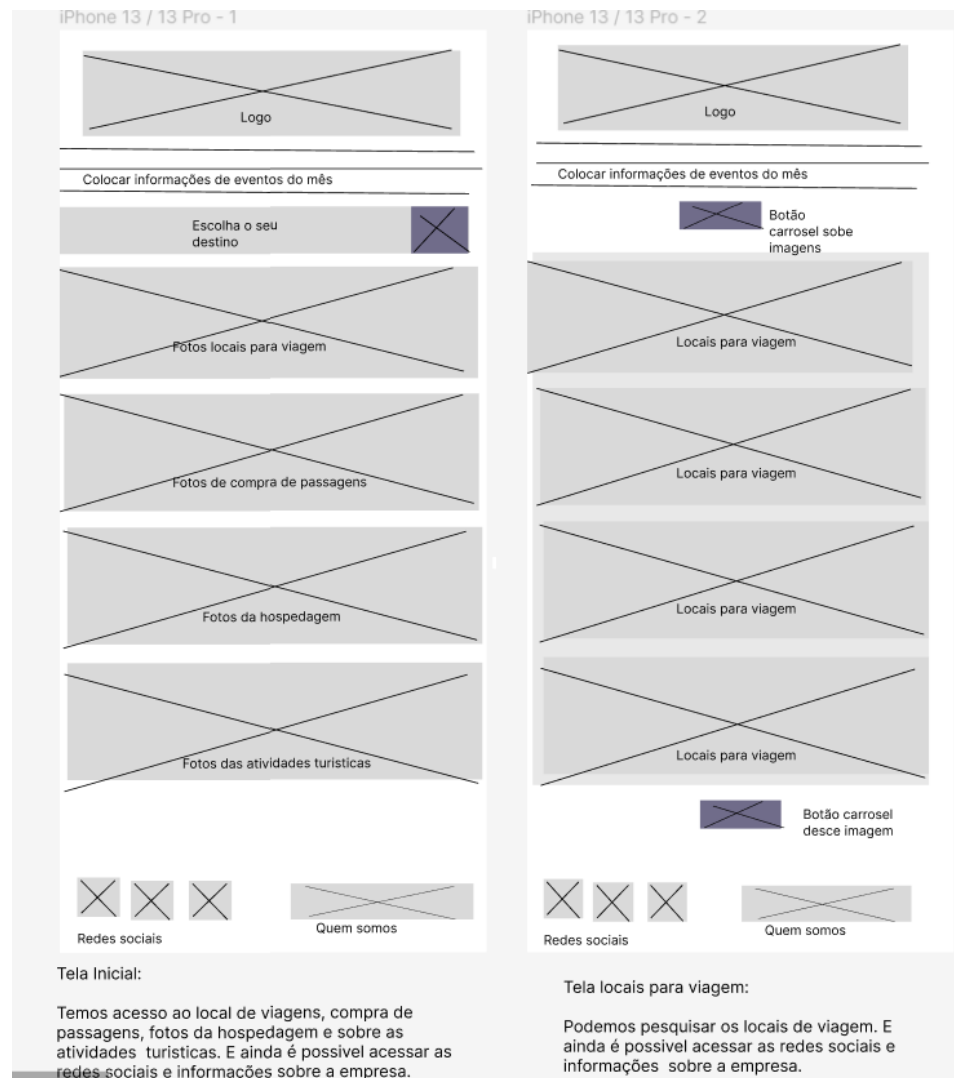 iPhone 13 / 13 Pro - 1
Logo
Colocar informações de eventos do mês
Escolha o seu
destino
Fotos locais para viagem
Fotos de compra de passagens
Fotos da hospedagem
Fotos das atividades turisticas
Redes sociais
Quem somos
Tela Inicial:
Temos acesso ao local de viagens, compra de
passagens, fotos da hospedagem e sobre as
atividades turisticas. E ainda é possivel acessar as
redes sociais e informações sobre a empresa.
iPhone 13 / 13 Pro - 2
Logo
Colocar informações de eventos do mês
Botão
carrosel sobe
imagens
Locais para viagem
Locais para viagem
Locais para viagem
Locais para viagem
Botão carrosel
desce imagem
Redes sociais
Quem somos
Tela locais para viagem:
Podemos pesquisar os locais de viagem. E
ainda é possivel acessar as redes sociais e
informações sobre a empresa.